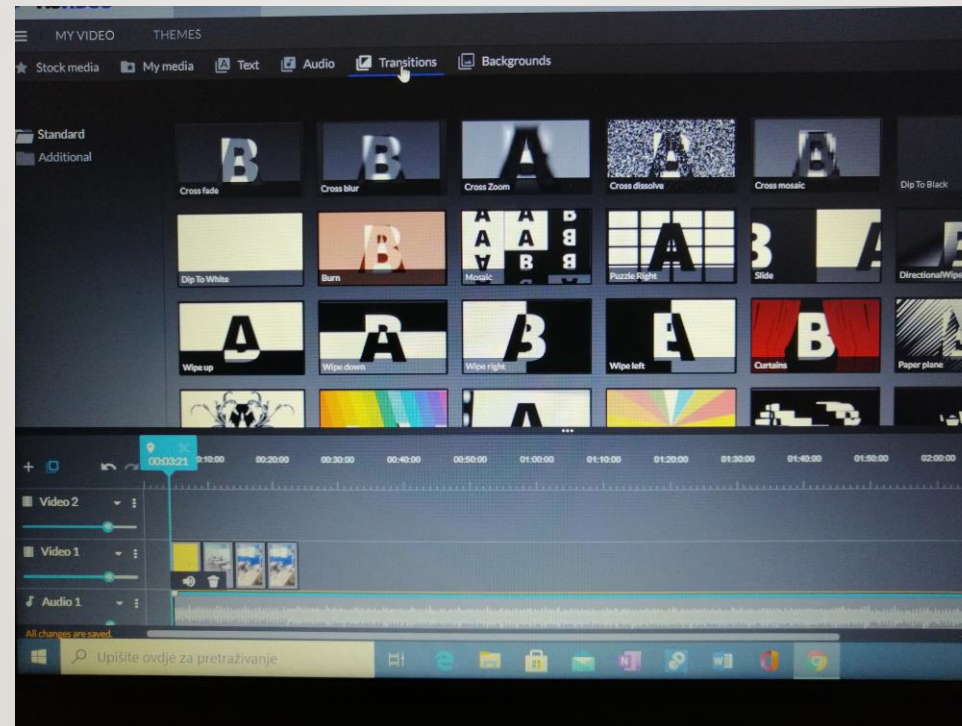 MY VIDEO THEMES
Stock media My media Text Audio Transitions Backgrounds
Standard
Additional
Cross fade Cross blur Cross Zoom Cross dissolve Cross mosaic Dip To Black
Dip To White Burn Mosaic Puzzle Right Slide DirectionalWipe
Wipe up Wipe down Wipe right Wipe left Curtains Paper plane
00:03:21 0:10:00 00:20:00 00:30:00 00:40:00 00:50:00 01:00:00 01:10:00 01:20:00 01:30:00 01:40:00 01:50:00 02:00:00
Video 2
Video 1
Audio 1
All changes are saved.
Upišite ovdje za pretraživanje